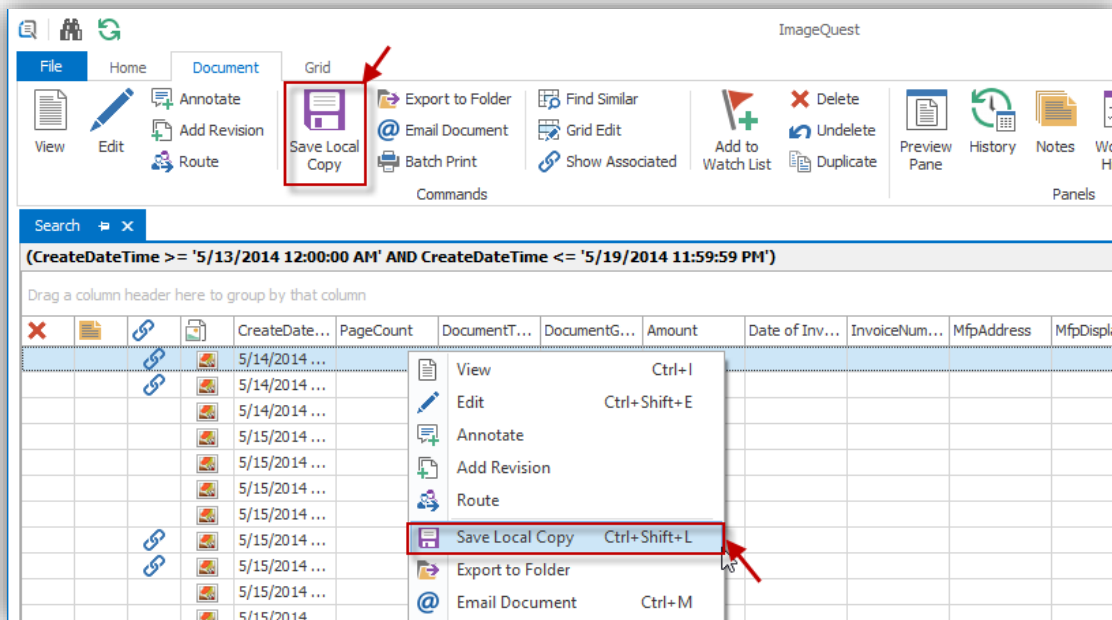 ImageQuest
File Home Document Grid
View
Edit
Annotate
Add Revision
Route
Save Local
Copy
Export to Folder
Email Document
Batch Print
Find Similar
Grid Edit
Show Associated
Add to
Watch List
Delete
Undelete
Duplicate
Preview
Pane
History
Notes
Commands
Panels
Search
(CreateDateTime >= '5/13/2014 12:00:00 AM' AND CreateDateTime <= '5/19/2014 11:59:59 PM')
Drag a column header here to group by that column
CreateDate... PageCount DocumentT... DocumentG... Amount Date of Inv... InvoiceNum... MfpAddress MfpDispl
5/14/2014 ...
5/14/2014 ...
5/14/2014 ...
5/15/2014 ...
5/15/2014 ...
5/15/2014 ...
5/15/2014 ...
5/15/2014 ...
5/15/2014 ...
5/15/2014 ...
5/15/2014
View Ctrl+I
Edit Ctrl+Shift+E
Annotate
Add Revision
Route
Save Local Copy Ctrl+Shift+L
Export to Folder
Email Document Ctrl+M